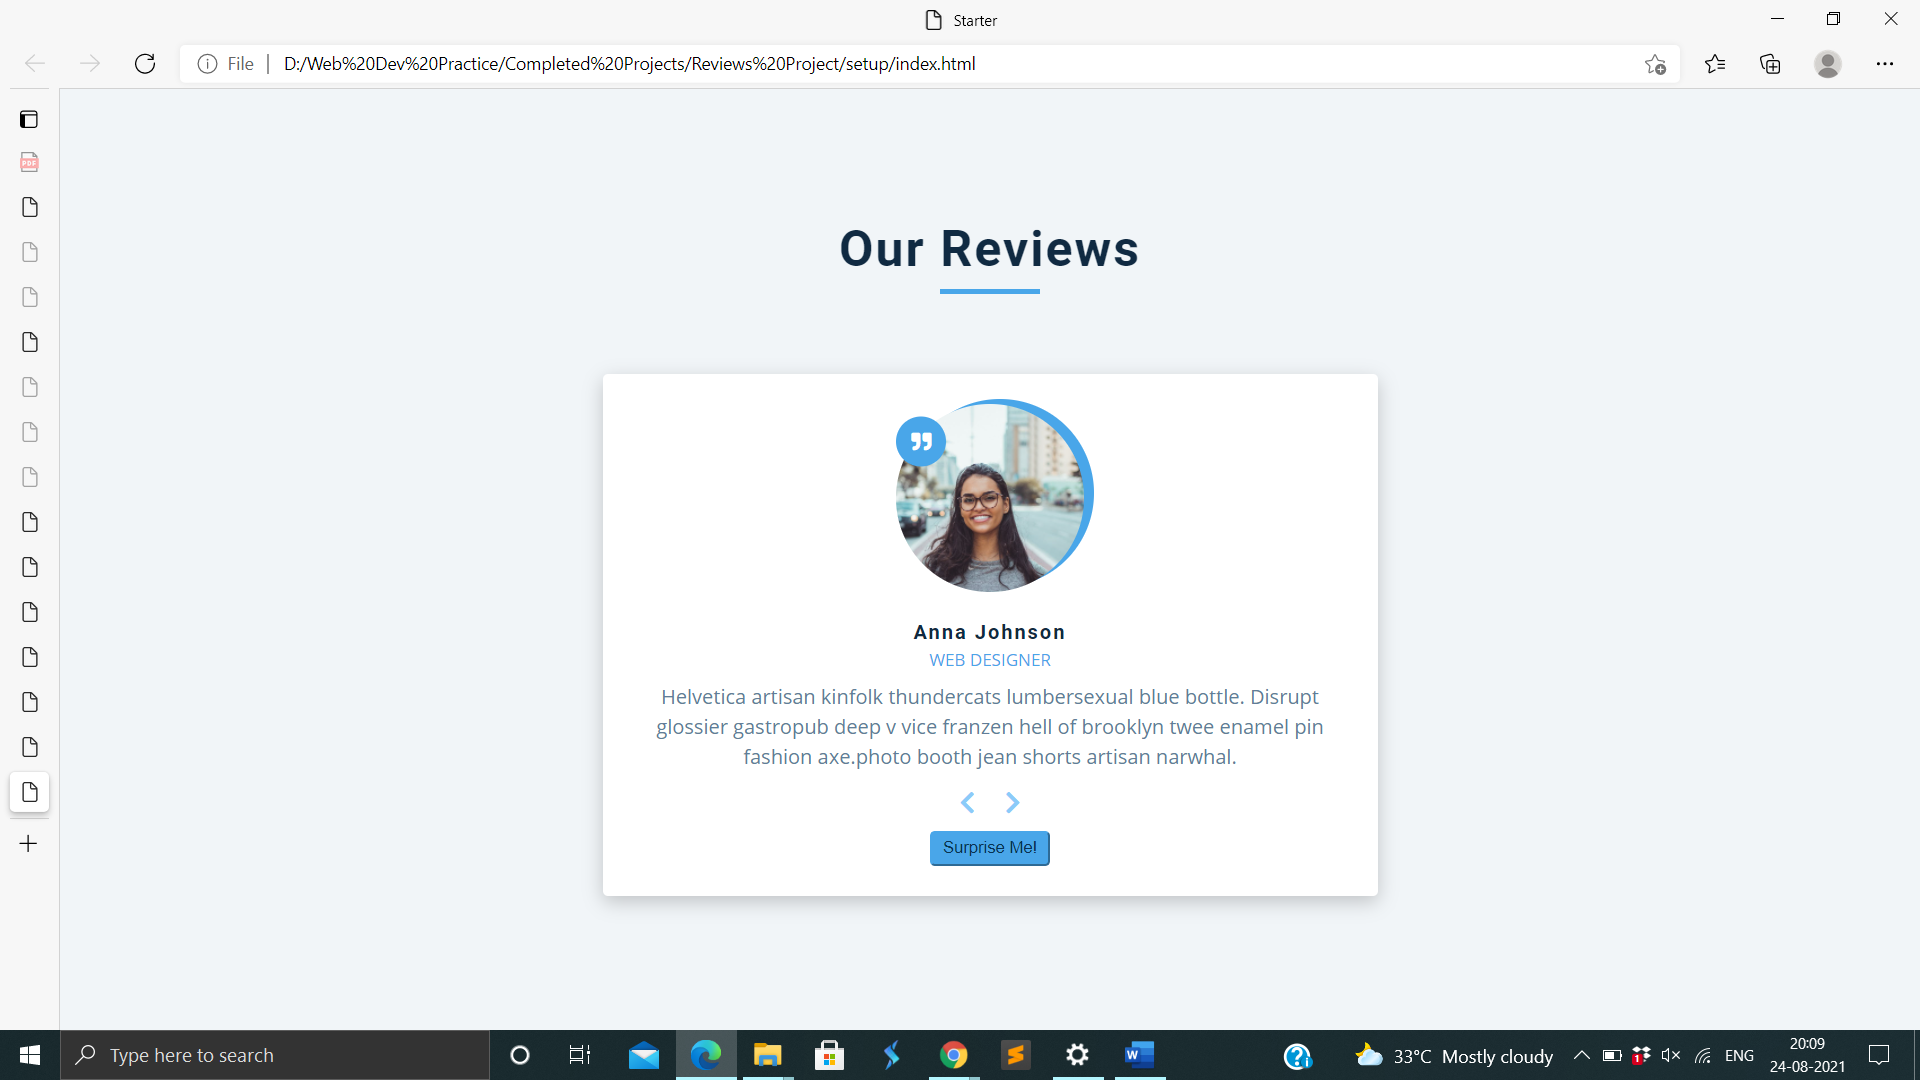 Starter
File
D:/Web%20Dev%20Practice/Completed%20Projects/Reviews%20Project/setup/index.html
PDF
Our Reviews
Anna Johnson
WEB DESIGNER
Helvetica artisan kinfolk thundercats lumbersexual blue bottle. Disrupt
glossier gastropub deep v vice franzen hell of brooklyn twee enamel pin
fashion axe.photo booth jean shorts artisan narwhal.
Surprise Me!
Type here to search
33°C Mostly cloudy
1
ENG
20:09
24-08-2021